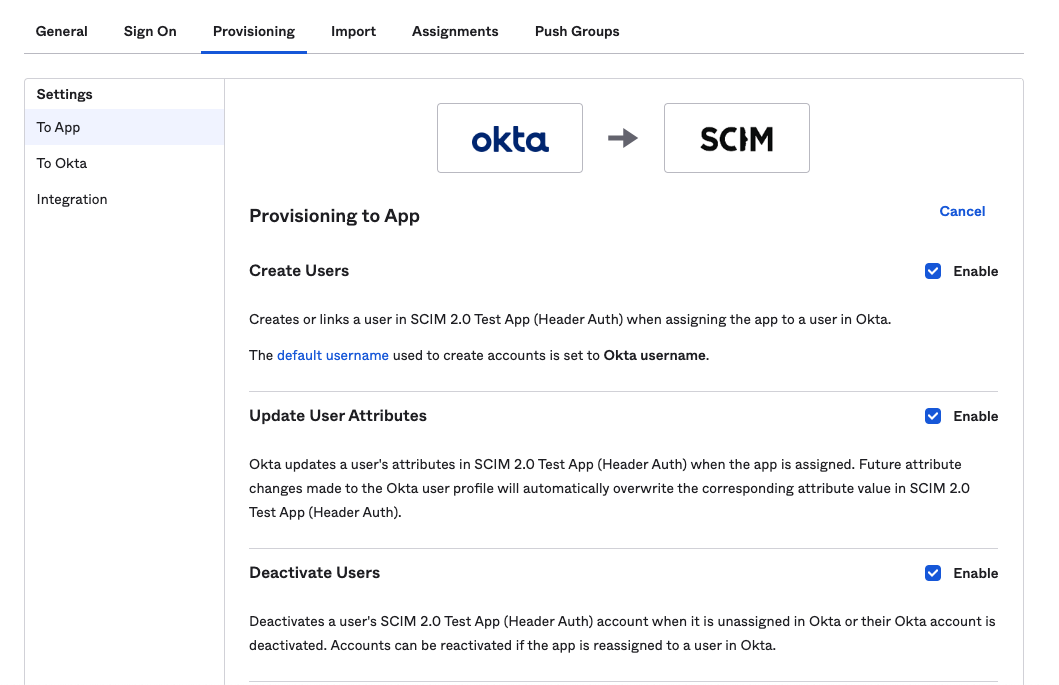 General Sign On Provisioning Import Assignments Push Groups
Settings
To App
To Okta
Integration
okta SCIM
Provisioning to App Cancel
Create Users Enable
Creates or links a user in SCIM 2.0 Test App (Header Auth) when assigning the app to a user in Okta.
The default username used to create accounts is set to Okta username.
Update User Attributes Enable
Okta updates a user's attributes in SCIM 2.0 Test App (Header Auth) when the app is assigned. Future attribute
changes made to the Okta user profile will automatically overwrite the corresponding attribute value in SCIM 2.0
Test App (Header Auth).
Deactivate Users Enable
Deactivates a user's SCIM 2.0 Test App (Header Auth) account when it is unassigned in Okta or their Okta account is
deactivated. Accounts can be reactivated if the app is reassigned to a user in Okta.